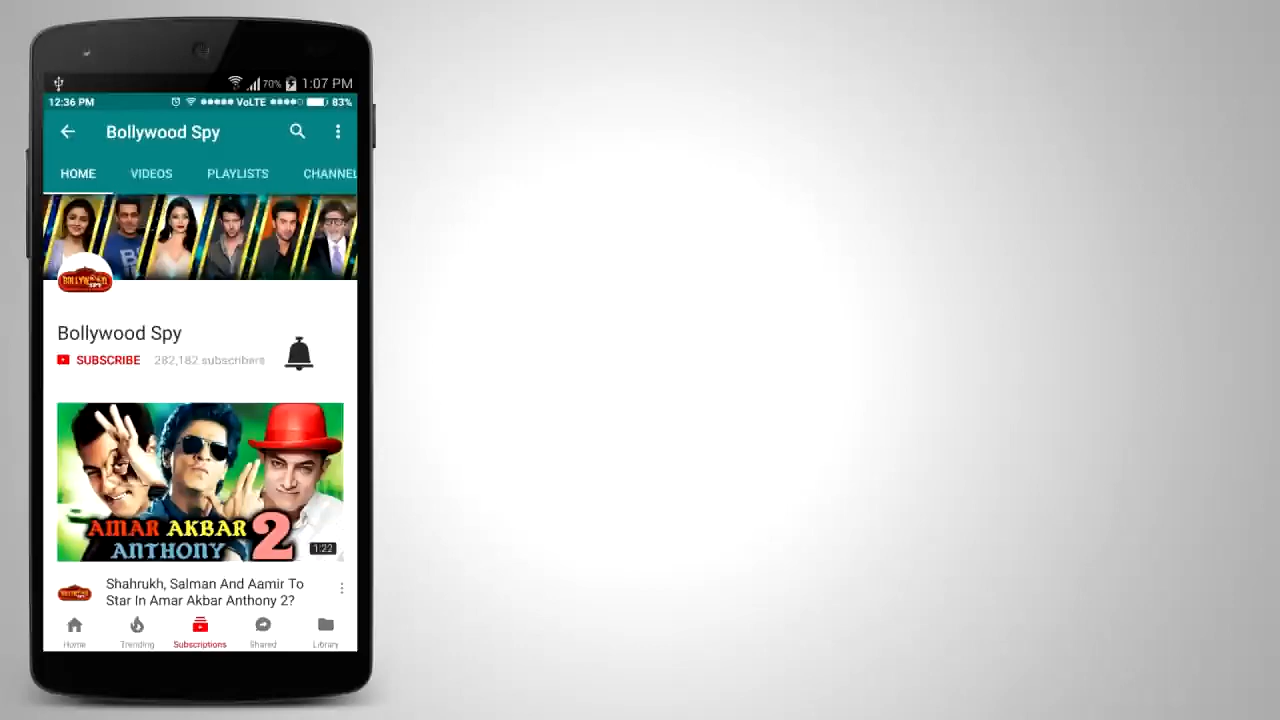 70% 1:07 PM
12:36 PM VoLTE 83%
Bollywood Spy
HOME VIDEOS PLAYLISTS CHANNEL
BOLLYWOOD
SPY
Bollywood Spy
SUBSCRIBE 282,182 subscribers
AMAR AKBAR
ANTHONY 2
1:22
Shahrukh, Salman And Aamir To
Star In Amar Akbar Anthony 2?
Home Trending Subscriptions Shared Library